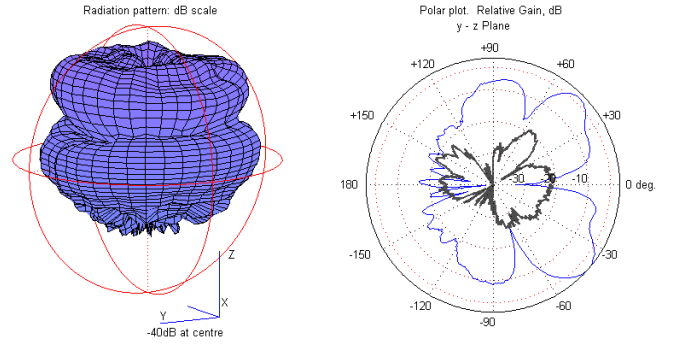 Radiation pattern: dB scale
Z
X
Y
-40dB at centre
Polar plot. Relative Gain, dB
y - z Plane
+90
+120
+60
+150
+30
180
-30
-10
0 deg.
-150
-30
-120
-60
-90